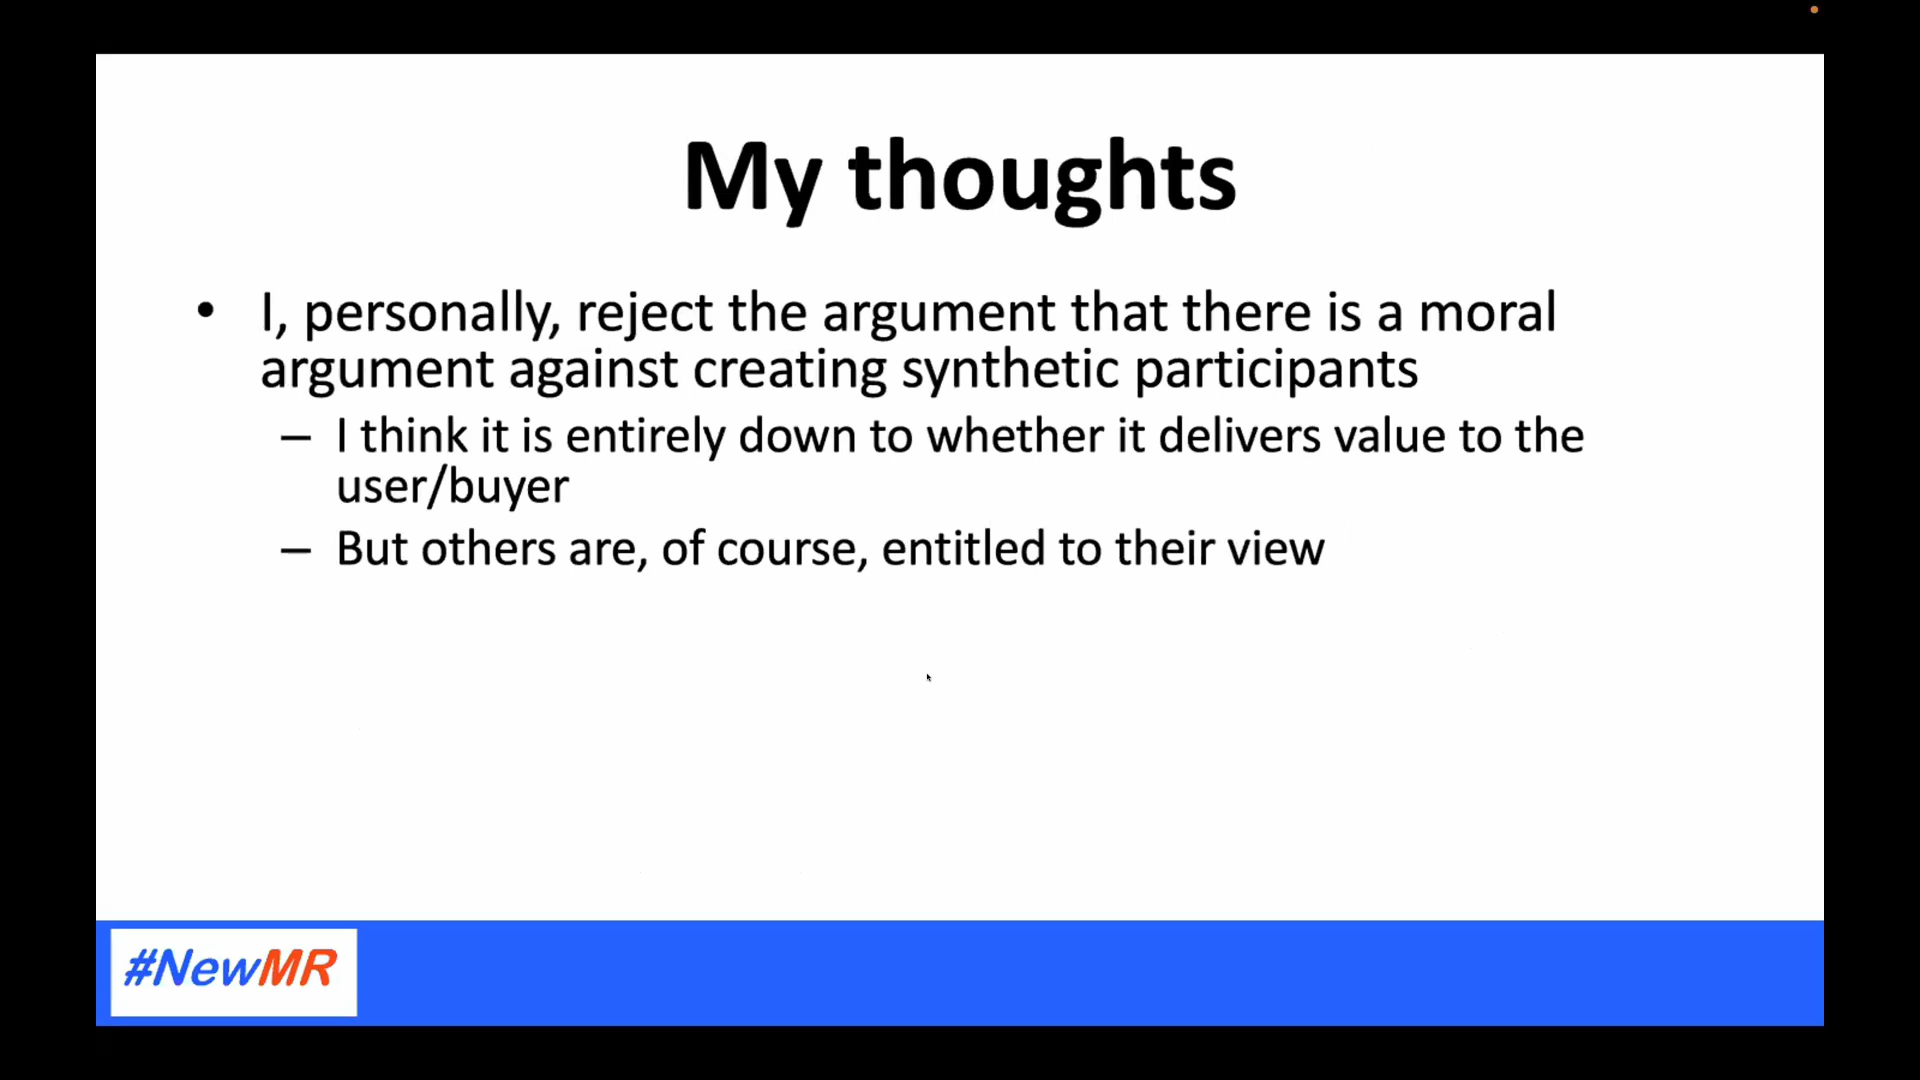 My thoughts
• I, personally, reject the argument that there is a moral
argument against creating synthetic participants
– I think it is entirely down to whether it delivers value to the
user/buyer
– But others are, of course, entitled to their view
#NewMR